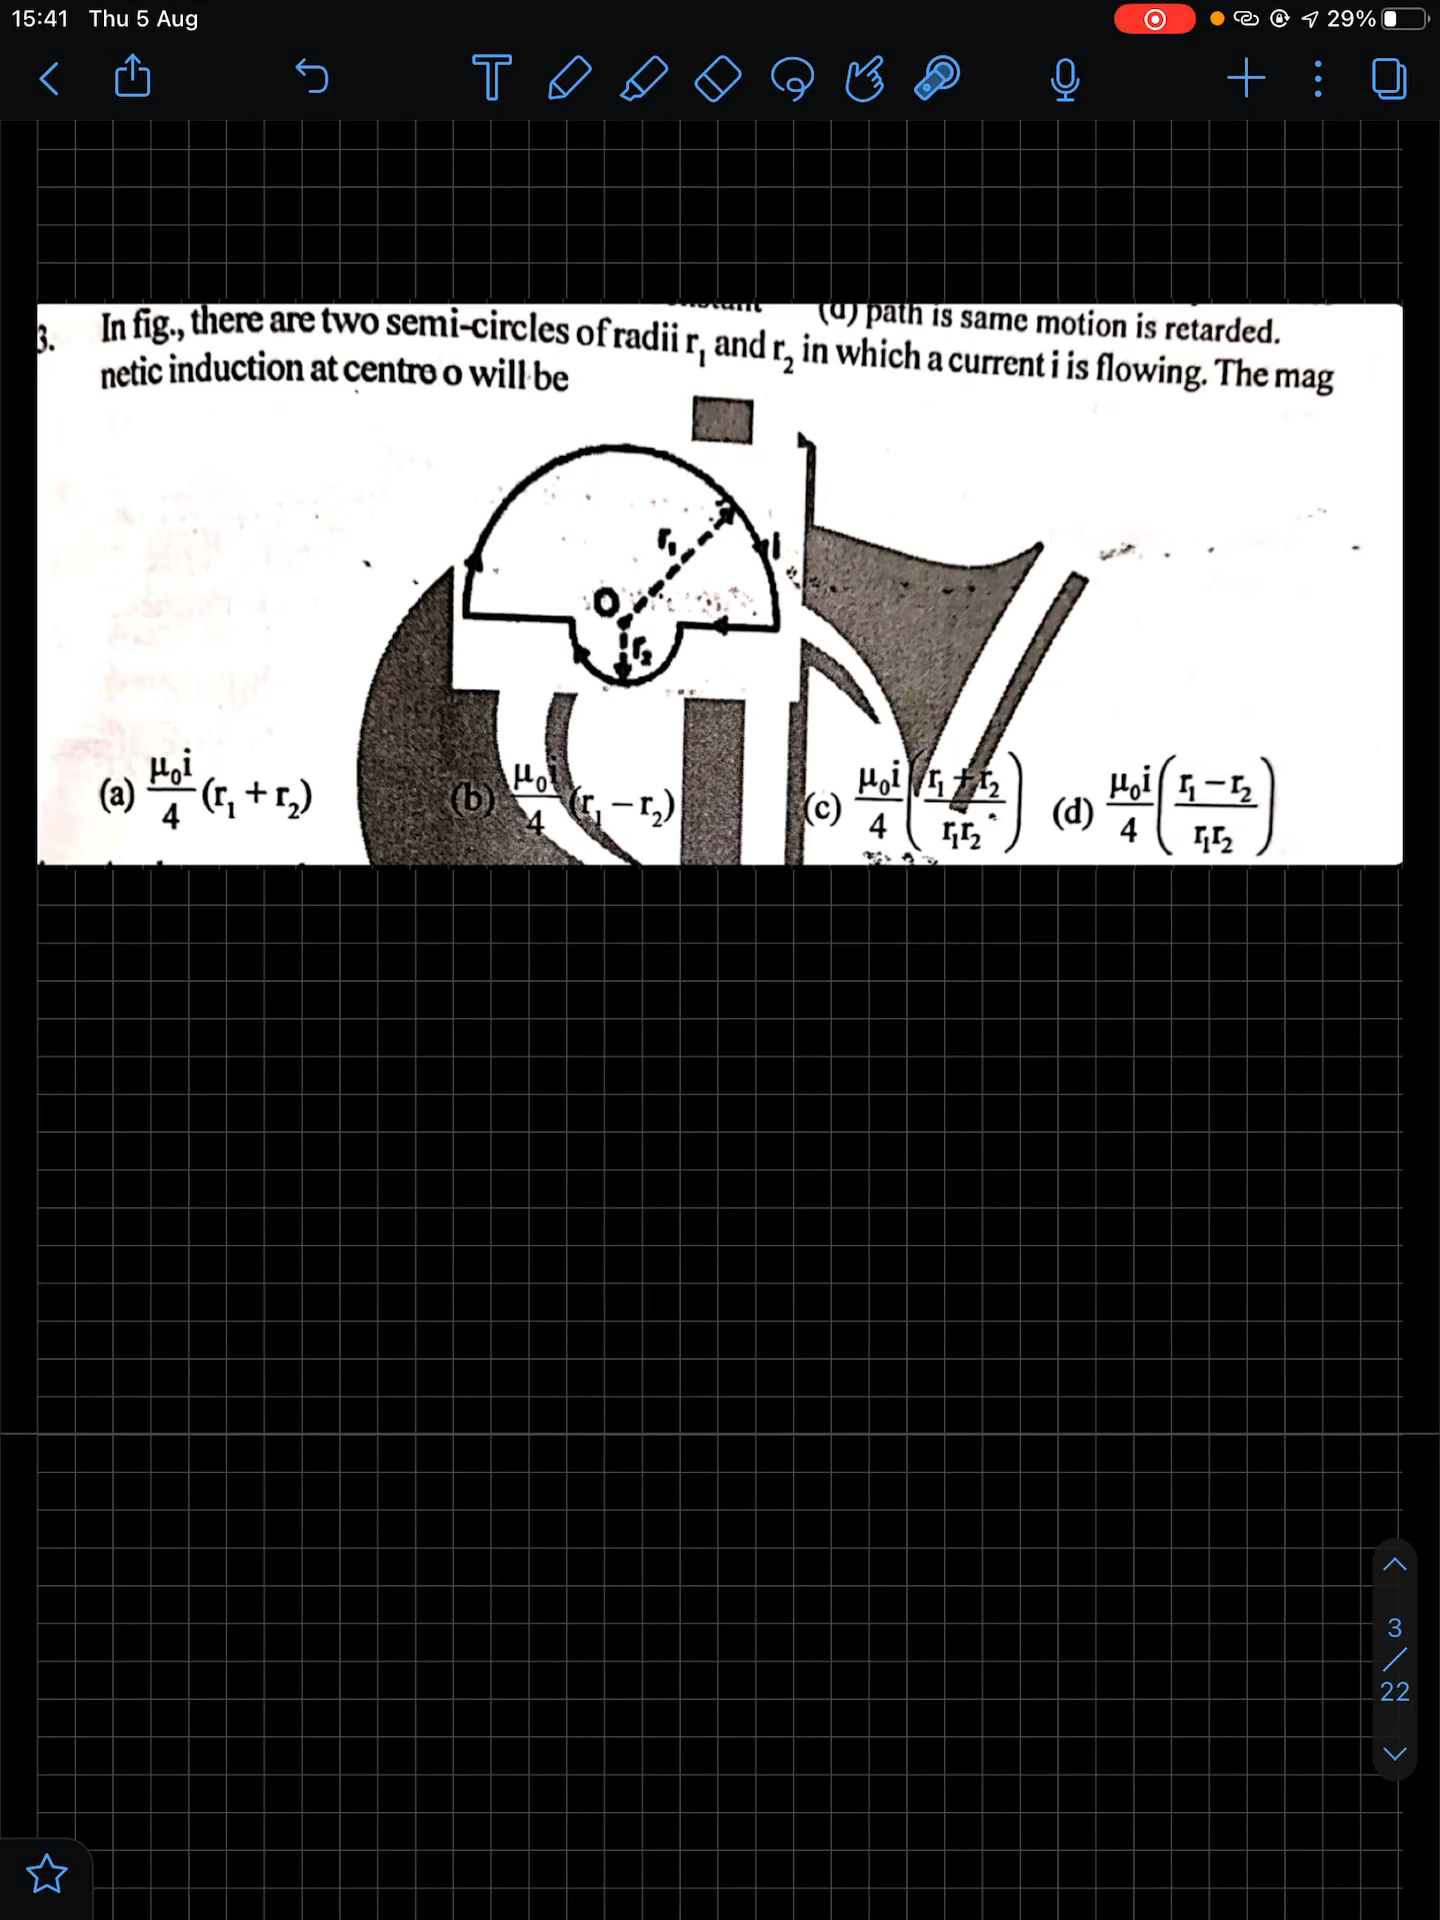 15:41 Thu 5 Aug
29%
(d) path is same motion is retarded.
3. In fig., there are two semi-circles of radii r₁ and r₂ in which a current i is flowing. The mag
netic induction at centre o will be
r₁
i
O
r₂
(a) μ₀i/4 (r₁ + r₂) (b) μ₀i/4 (r₁ − r₂) (c) μ₀i/4 ((r₁ + r₂)/(r₁r₂)) (d) μ₀i/4 ((r₁ − r₂)/(r₁r₂))
3
/
22